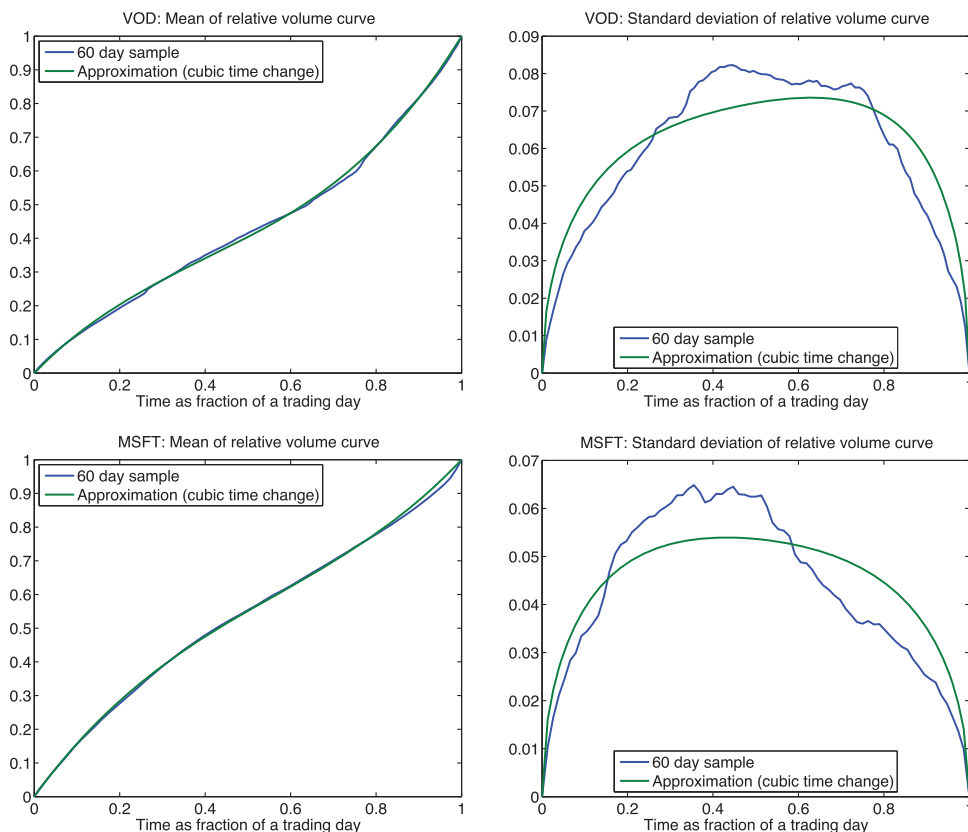 VOD: Mean of relative volume curve
1
0.9
0.8
0.7
0.6
0.5
0.4
0.3
0.2
0.1
0
60 day sample
Approximation (cubic time change)
0 0.2 0.4 0.6 0.8 1
Time as fraction of a trading day
VOD: Standard deviation of relative volume curve
0.09
0.08
0.07
0.06
0.05
0.04
0.03
0.02
0.01
0
60 day sample
Approximation (cubic time change)
0 0.2 0.4 0.6 0.8
Time as fraction of a trading day
MSFT: Mean of relative volume curve
1
0.9
0.8
0.7
0.6
0.5
0.4
0.3
0.2
0.1
0
60 day sample
Approximation (cubic time change)
0 0.2 0.4 0.6 0.8 1
Time as fraction of a trading day
MSFT: Standard deviation of relative volume curve
0.07
0.06
0.05
0.04
0.03
0.02
0.01
0
60 day sample
Approximation (cubic time change)
0 0.2 0.4 0.6 0.8
Time as fraction of a trading day